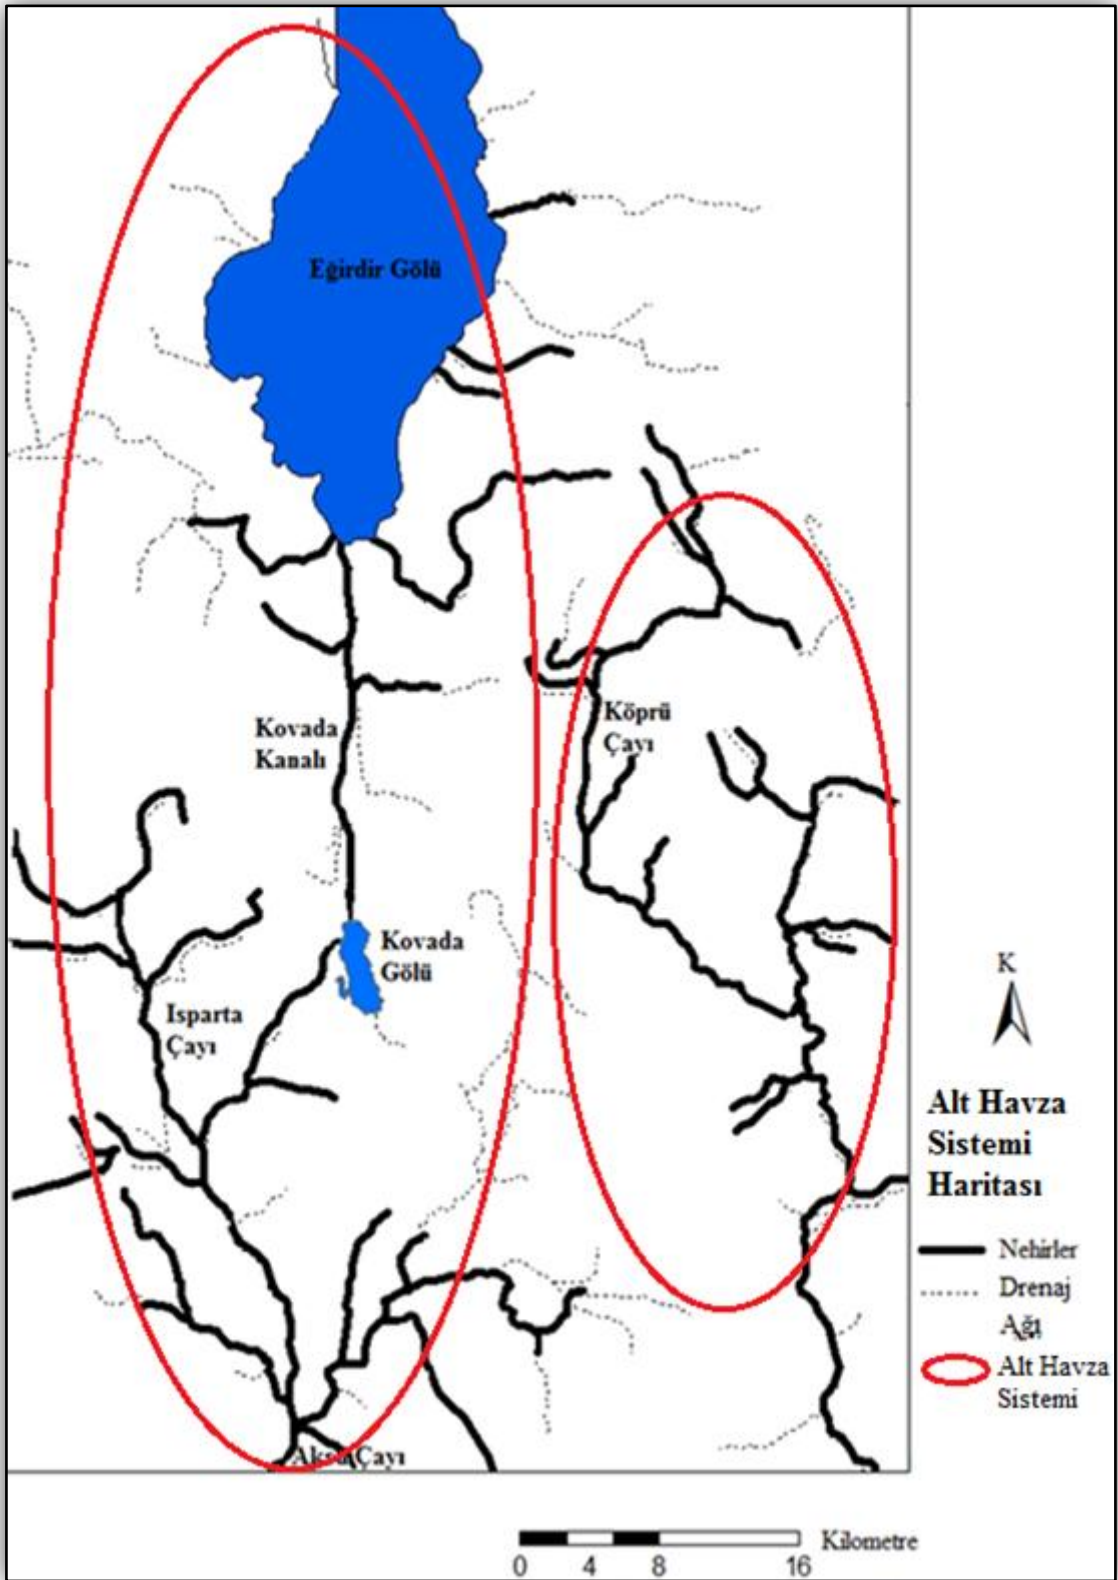 Eğirdir Gölü
Köprü
Çayı
Kovada
Kanalı
Kovada
Gölü
Isparta
Çayı
Aksu Çayı
K
Alt Havza
Sistemi
Haritası
Nehirler
Drenaj
Ağı
Alt Havza
Sistemi
Kilometre
0 4 8 16